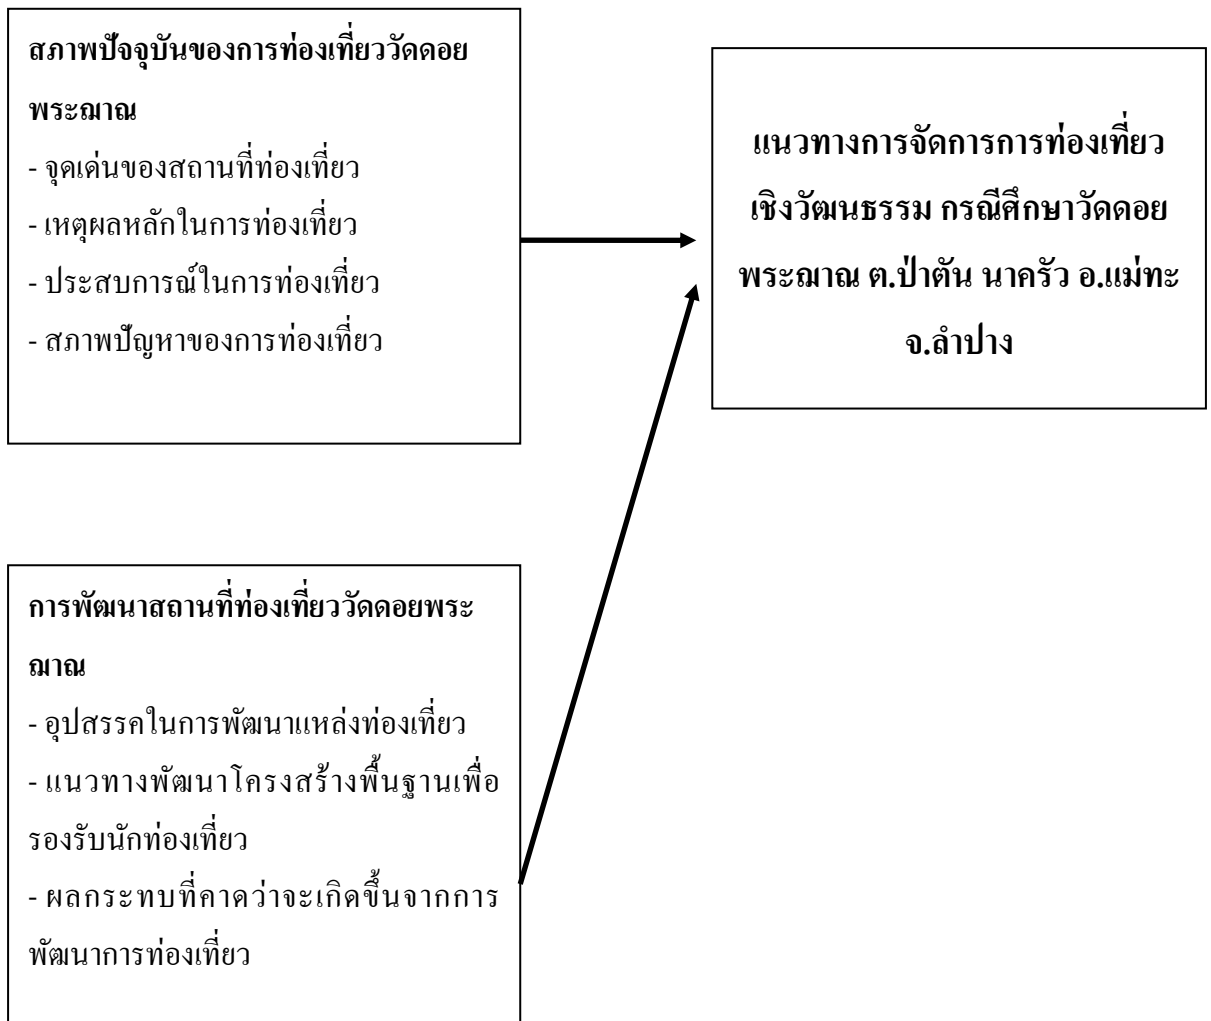 สภาพปัจจุบันของการท่องเที่ยววัดดอย
พระฌาณ
- จุดเด่นของสถานที่ท่องเที่ยว
- เหตุผลหลักในการท่องเที่ยว
- ประสบการณ์ในการท่องเที่ยว
- สภาพปัญหาของการท่องเที่ยว
แนวทางการจัดการการท่องเที่ยว
เชิงวัฒนธรรม กรณีศึกษาวัดดอย
พระฌาณ ต.ป่าตัน นาครัว อ.แม่ทะ
จ.ลำปาง
การพัฒนาสถานที่ท่องเที่ยววัดดอยพระ
ฌาณ
- อุปสรรคในการพัฒนาแหล่งท่องเที่ยว
- แนวทางพัฒนาโครงสร้างพื้นฐานเพื่อ
รองรับนักท่องเที่ยว
- ผลกระทบที่คาดว่าจะเกิดขึ้นจากการ
พัฒนาการท่องเที่ยว